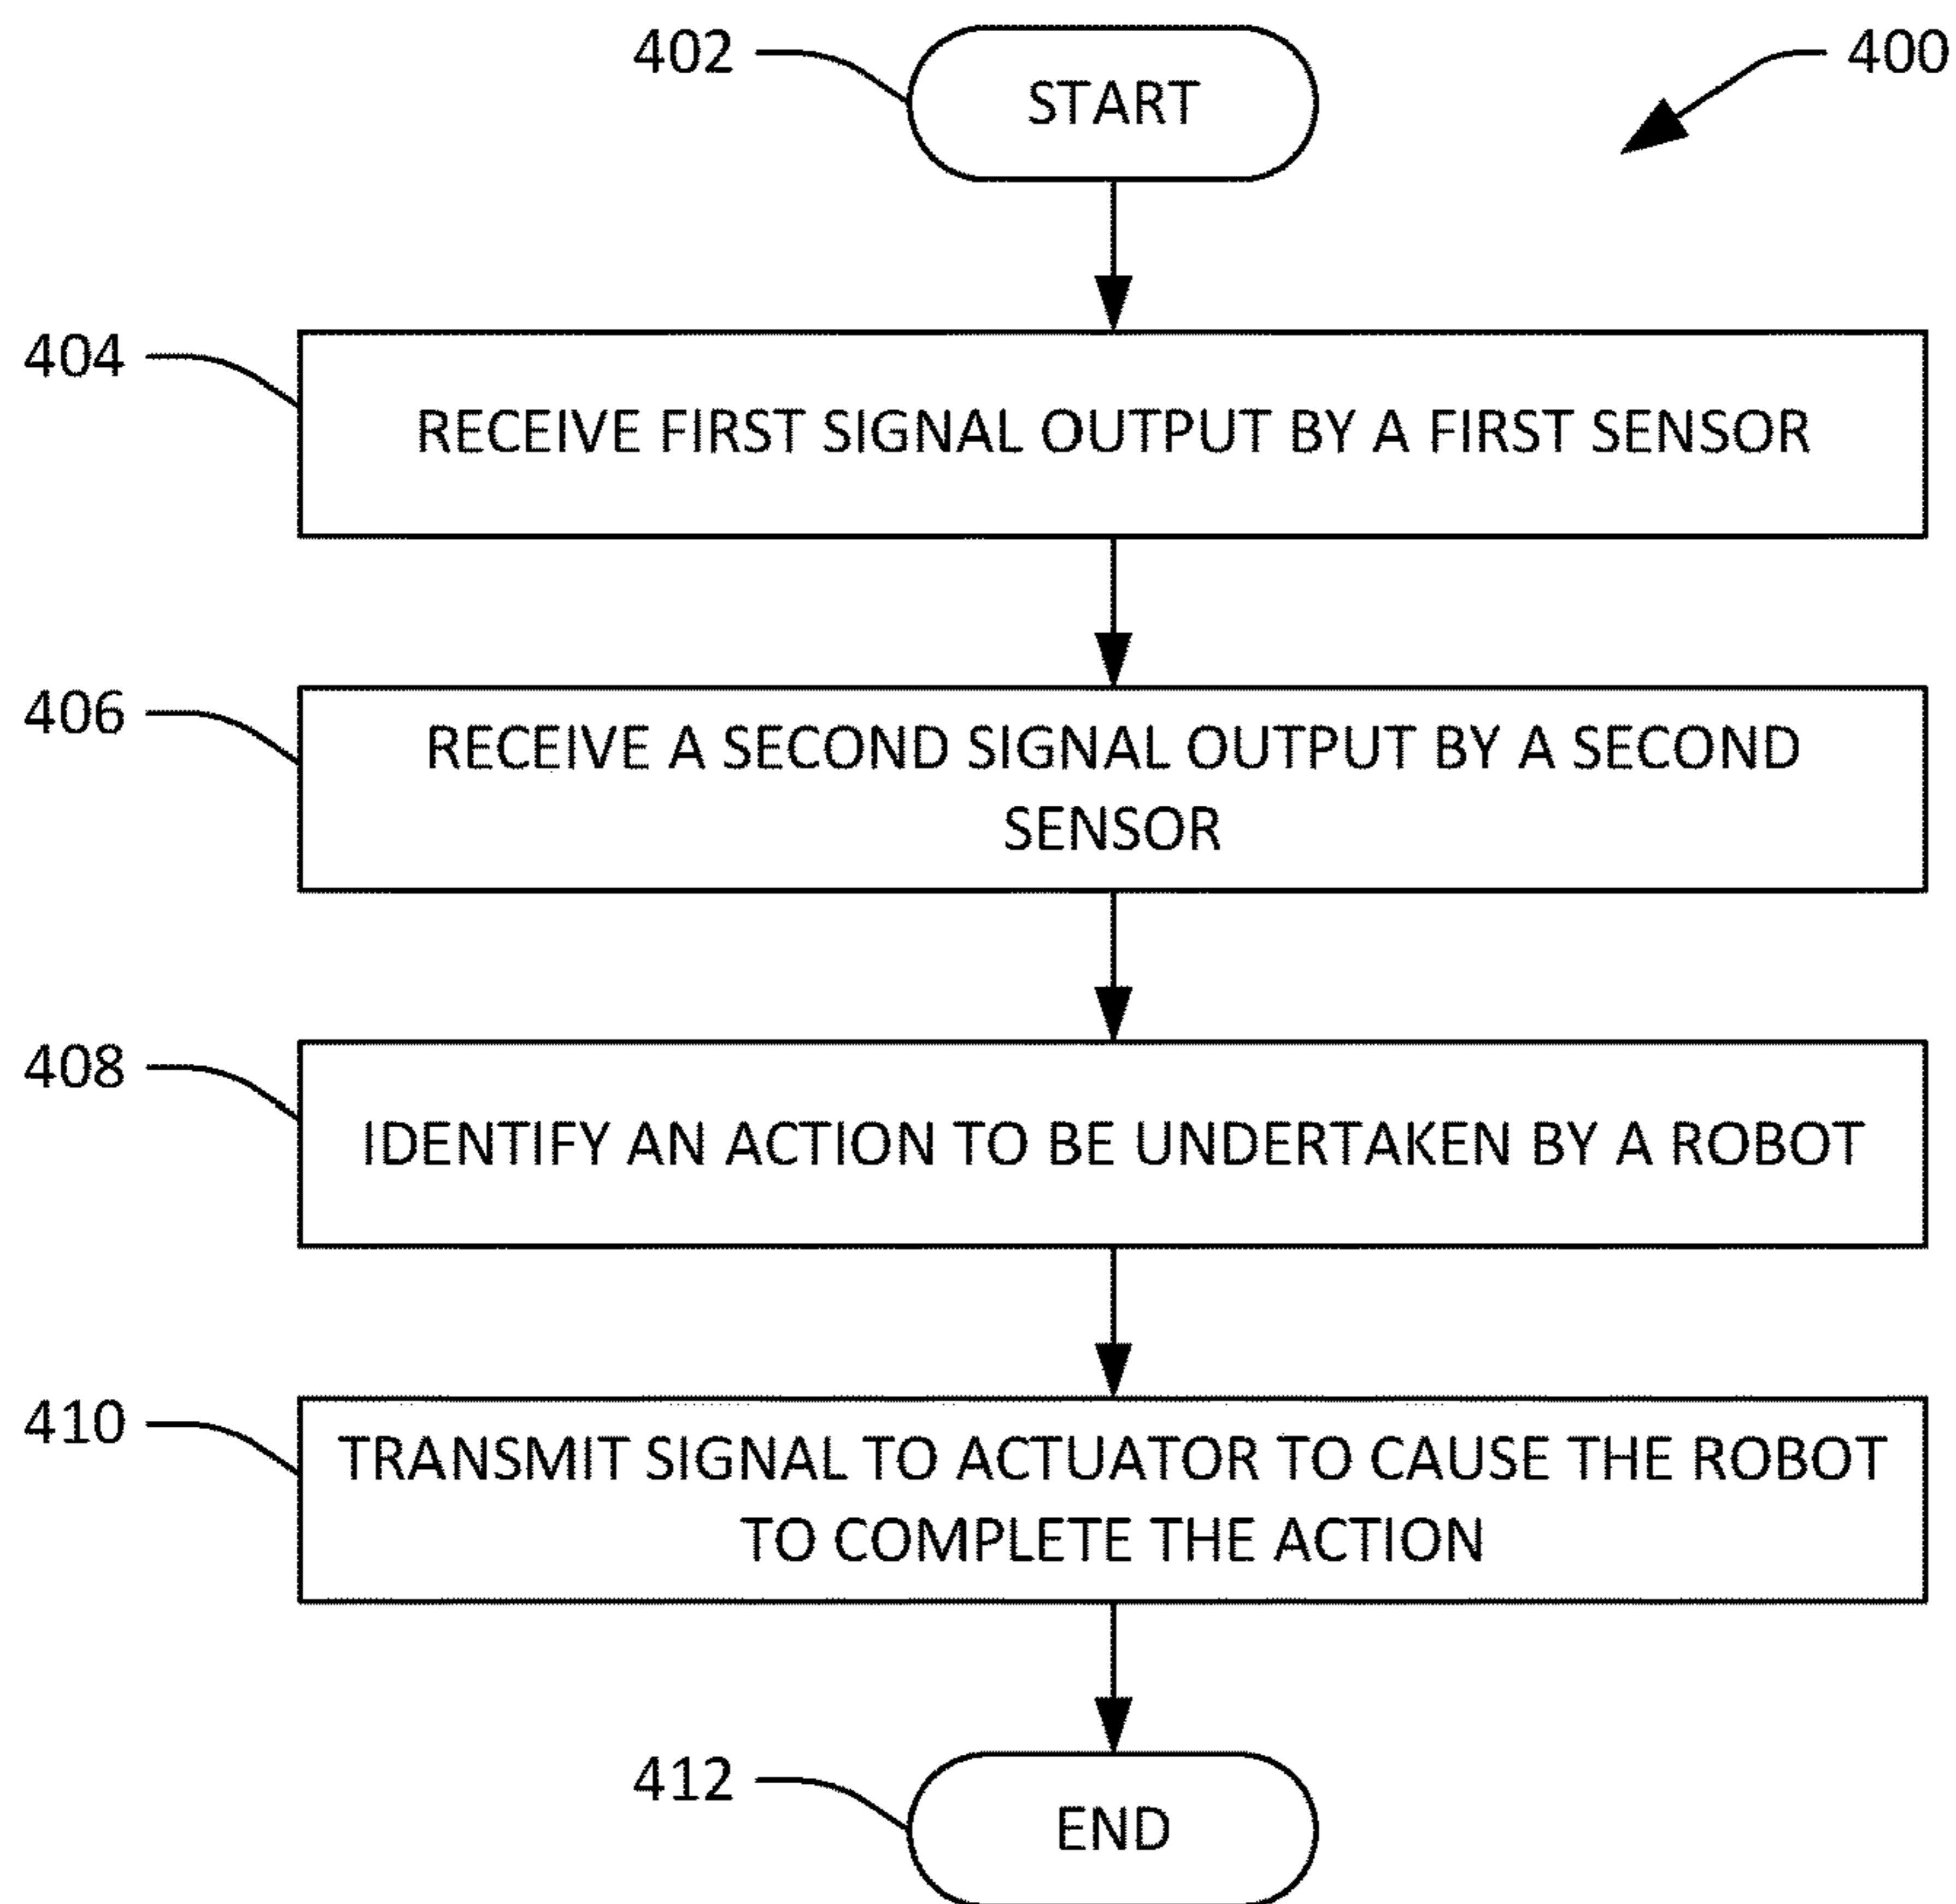 402
START
400
404
RECEIVE FIRST SIGNAL OUTPUT BY A FIRST SENSOR
406
RECEIVE A SECOND SIGNAL OUTPUT BY A SECOND
SENSOR
408
IDENTIFY AN ACTION TO BE UNDERTAKEN BY A ROBOT
410
TRANSMIT SIGNAL TO ACTUATOR TO CAUSE THE ROBOT
TO COMPLETE THE ACTION
412
END